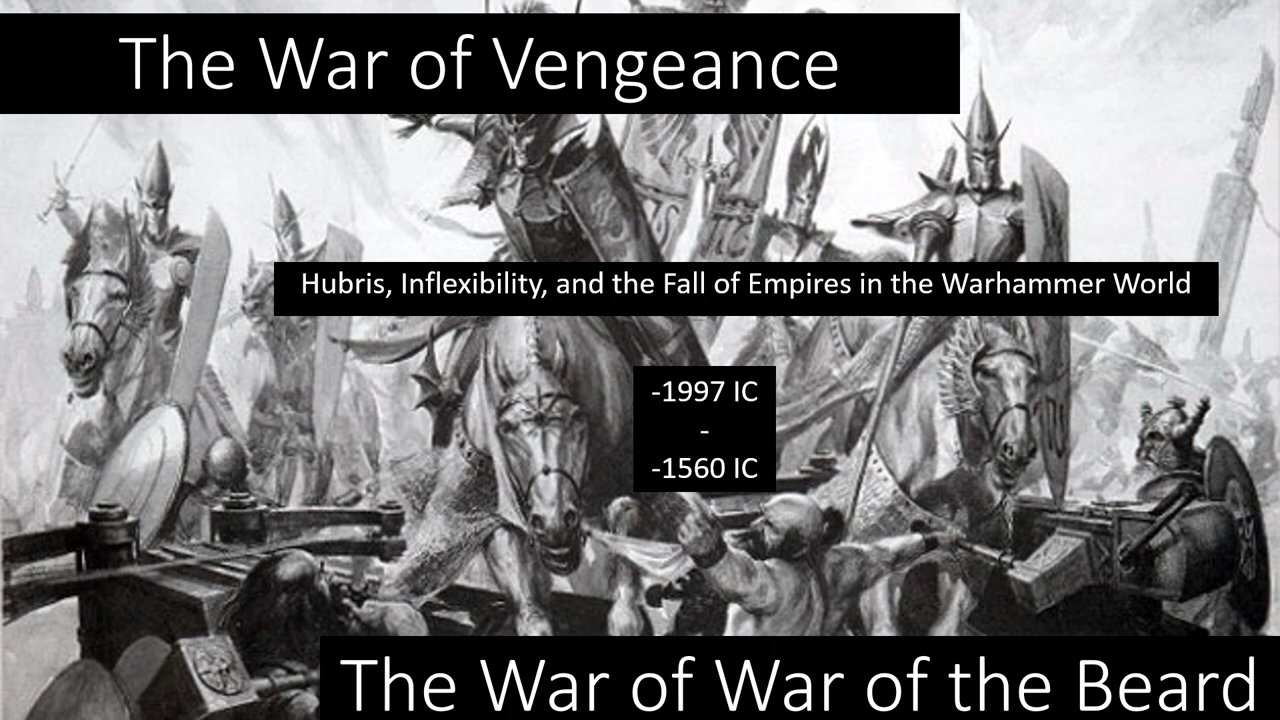 The War of Vengeance
Hubris, Inflexibility, and the Fall of Empires in the Warhammer World
-1997 IC
-
-1560 IC
The War of War of the Beard